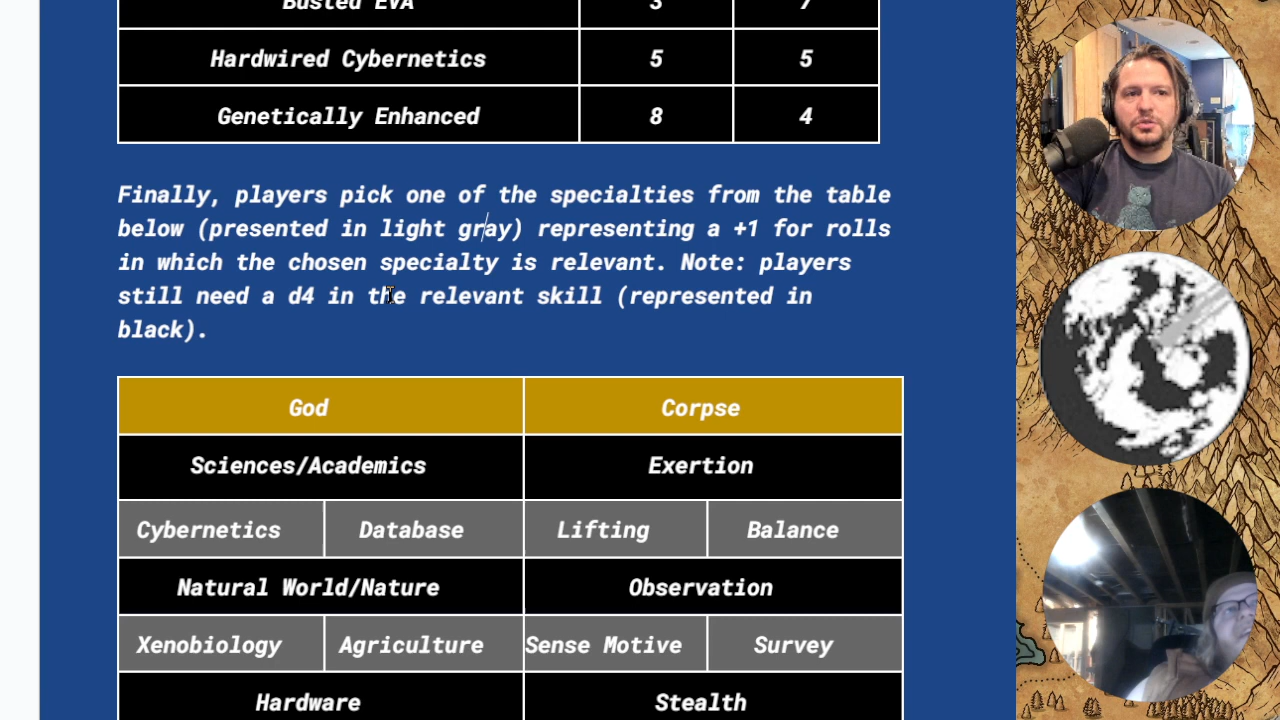 Busted EVA 3 7
Hardwired Cybernetics 5 5
Genetically Enhanced 8 4
Finally, players pick one of the specialties from the table
below (presented in light gray) representing a +1 for rolls
in which the chosen specialty is relevant. Note: players
still need a d4 in the relevant skill (represented in
black).
God Corpse
Sciences/Academics Exertion
Cybernetics Database Lifting Balance
Natural World/Nature Observation
Xenobiology Agriculture Sense Motive Survey
Hardware Stealth